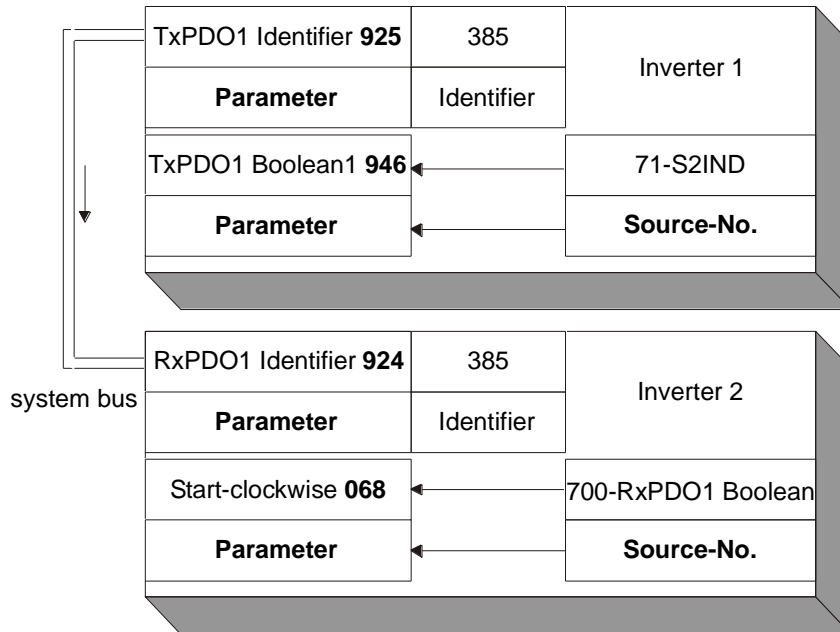 TxPDO1 Identifier 925 385
Inverter 1
Parameter Identifier
TxPDO1 Boolean1 946 71-S2IND
Parameter Source-No.
RxPDO1 Identifier 924 385
Inverter 2
system bus
Parameter Identifier
Start-clockwise 068 700-RxPDO1 Boolean
Parameter Source-No.